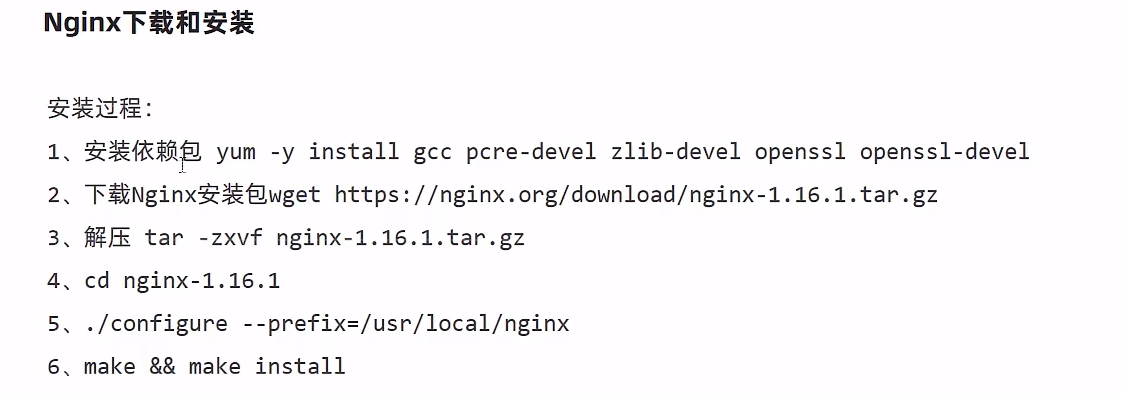 Nginx下载和安装
安装过程：
1、安装依赖包 yum -y install gcc pcre-devel zlib-devel openssl openssl-devel
2、下载Nginx安装包wget https://nginx.org/download/nginx-1.16.1.tar.gz
3、解压 tar -zxvf nginx-1.16.1.tar.gz
4、cd nginx-1.16.1
5、./configure --prefix=/usr/local/nginx
6、make && make install